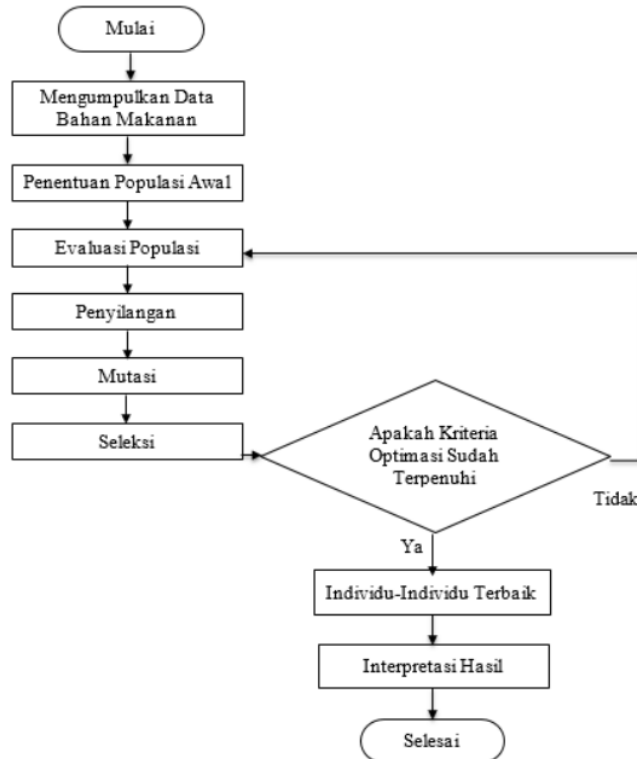 Mulai
Mengumpulkan Data
Bahan Makanan
Penentuan Populasi Awal
Evaluasi Populasi
Penyilangan
Mutasi
Seleksi
Apakah Kriteria
Optimasi Sudah
Terpenuhi
Tidak
Ya
Individu-Individu Terbaik
Interpretasi Hasil
Selesai